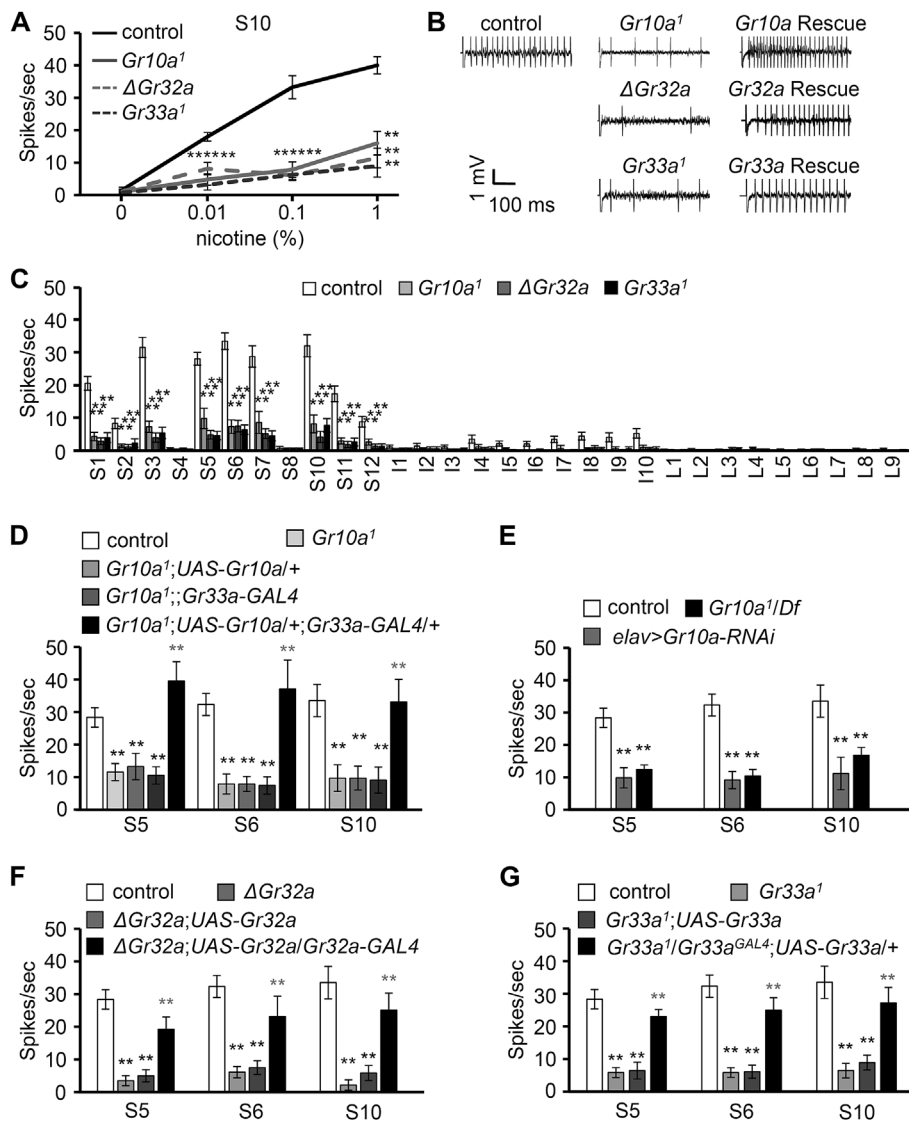 A
S10
control
Gr10a¹
ΔGr32a
Gr33a¹
Spikes/sec
50
40
30
20
10
0
******
******
**
**
**
0 0.01 0.1 1
nicotine (%)
B
control Gr10a¹ Gr10a Rescue
ΔGr32a Gr32a Rescue
Gr33a¹ Gr33a Rescue
1 mV
100 ms
C
control Gr10a¹ ΔGr32a Gr33a¹
Spikes/sec
50
40
30
20
10
0
** ** **
** ** **
** ** **
** ** **
** ** **
** ** **
** ** **
** ** **
** ** **
S1 S2 S3 S4 S5 S6 S7 S8 S10 S11 S12 I1 I2 I3 I4 I5 I6 I7 I8 I9 I10 L1 L2 L3 L4 L5 L6 L7 L8 L9
D
control Gr10a¹
Gr10a¹;UAS-Gr10a/+
Gr10a¹;;Gr33a-GAL4
Gr10a¹;UAS-Gr10a/+;Gr33a-GAL4/+
Spikes/sec
50
40
30
20
10
0
** ** ** **
** ** ** **
** ** ** **
S5 S6 S10
E
control Gr10a¹/Df
elav>Gr10a-RNAi
Spikes/sec
50
40
30
20
10
0
** **
** **
** **
S5 S6 S10
F
control ΔGr32a
ΔGr32a;UAS-Gr32a
ΔGr32a;UAS-Gr32a/Gr32a-GAL4
Spikes/sec
50
40
30
20
10
0
** ** **
** ** **
** ** **
S5 S6 S10
G
control Gr33a¹
Gr33a¹;UAS-Gr33a
Gr33a¹/Gr33aᴳᴬᴸ⁴;UAS-Gr33a/+
Spikes/sec
50
40
30
20
10
0
** ** **
** ** **
** ** **
S5 S6 S10